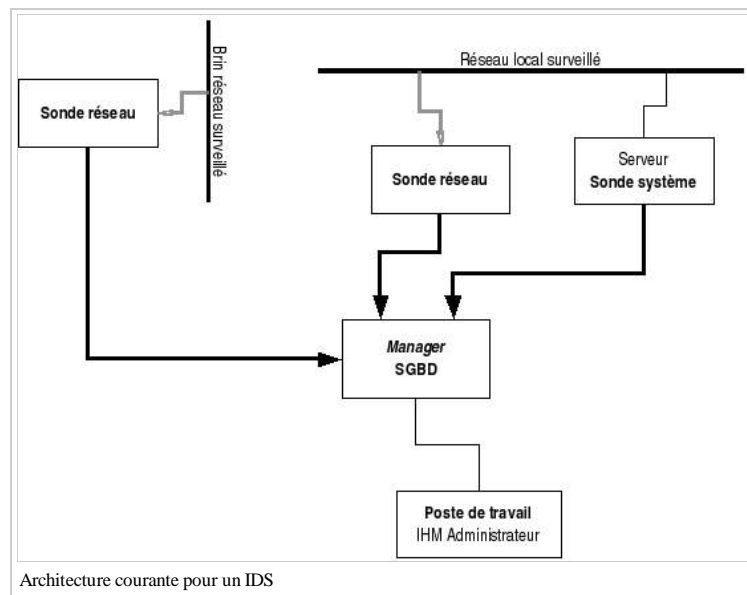 Brin réseau surveillé
Réseau local surveillé
Sonde réseau
Sonde réseau
Serveur
Sonde système
Manager
SGBD
Poste de travail
IHM Administrateur
Architecture courante pour un IDS